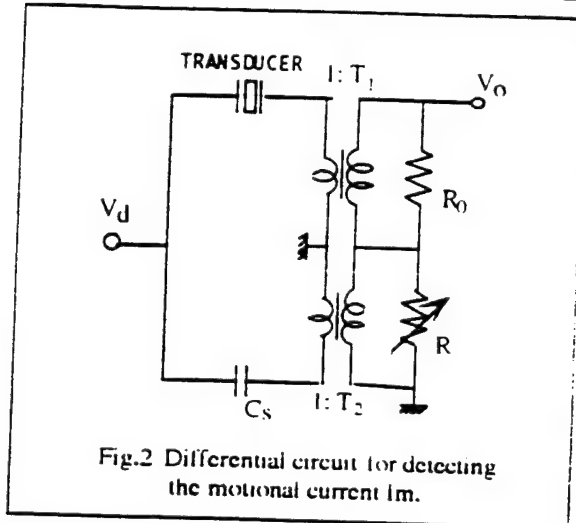 TRANSDUCER
1: T1
Vo
R0
Vd
R
Cs
1: T2
Fig.2 Differential circuit for detecting
the motional current Im.